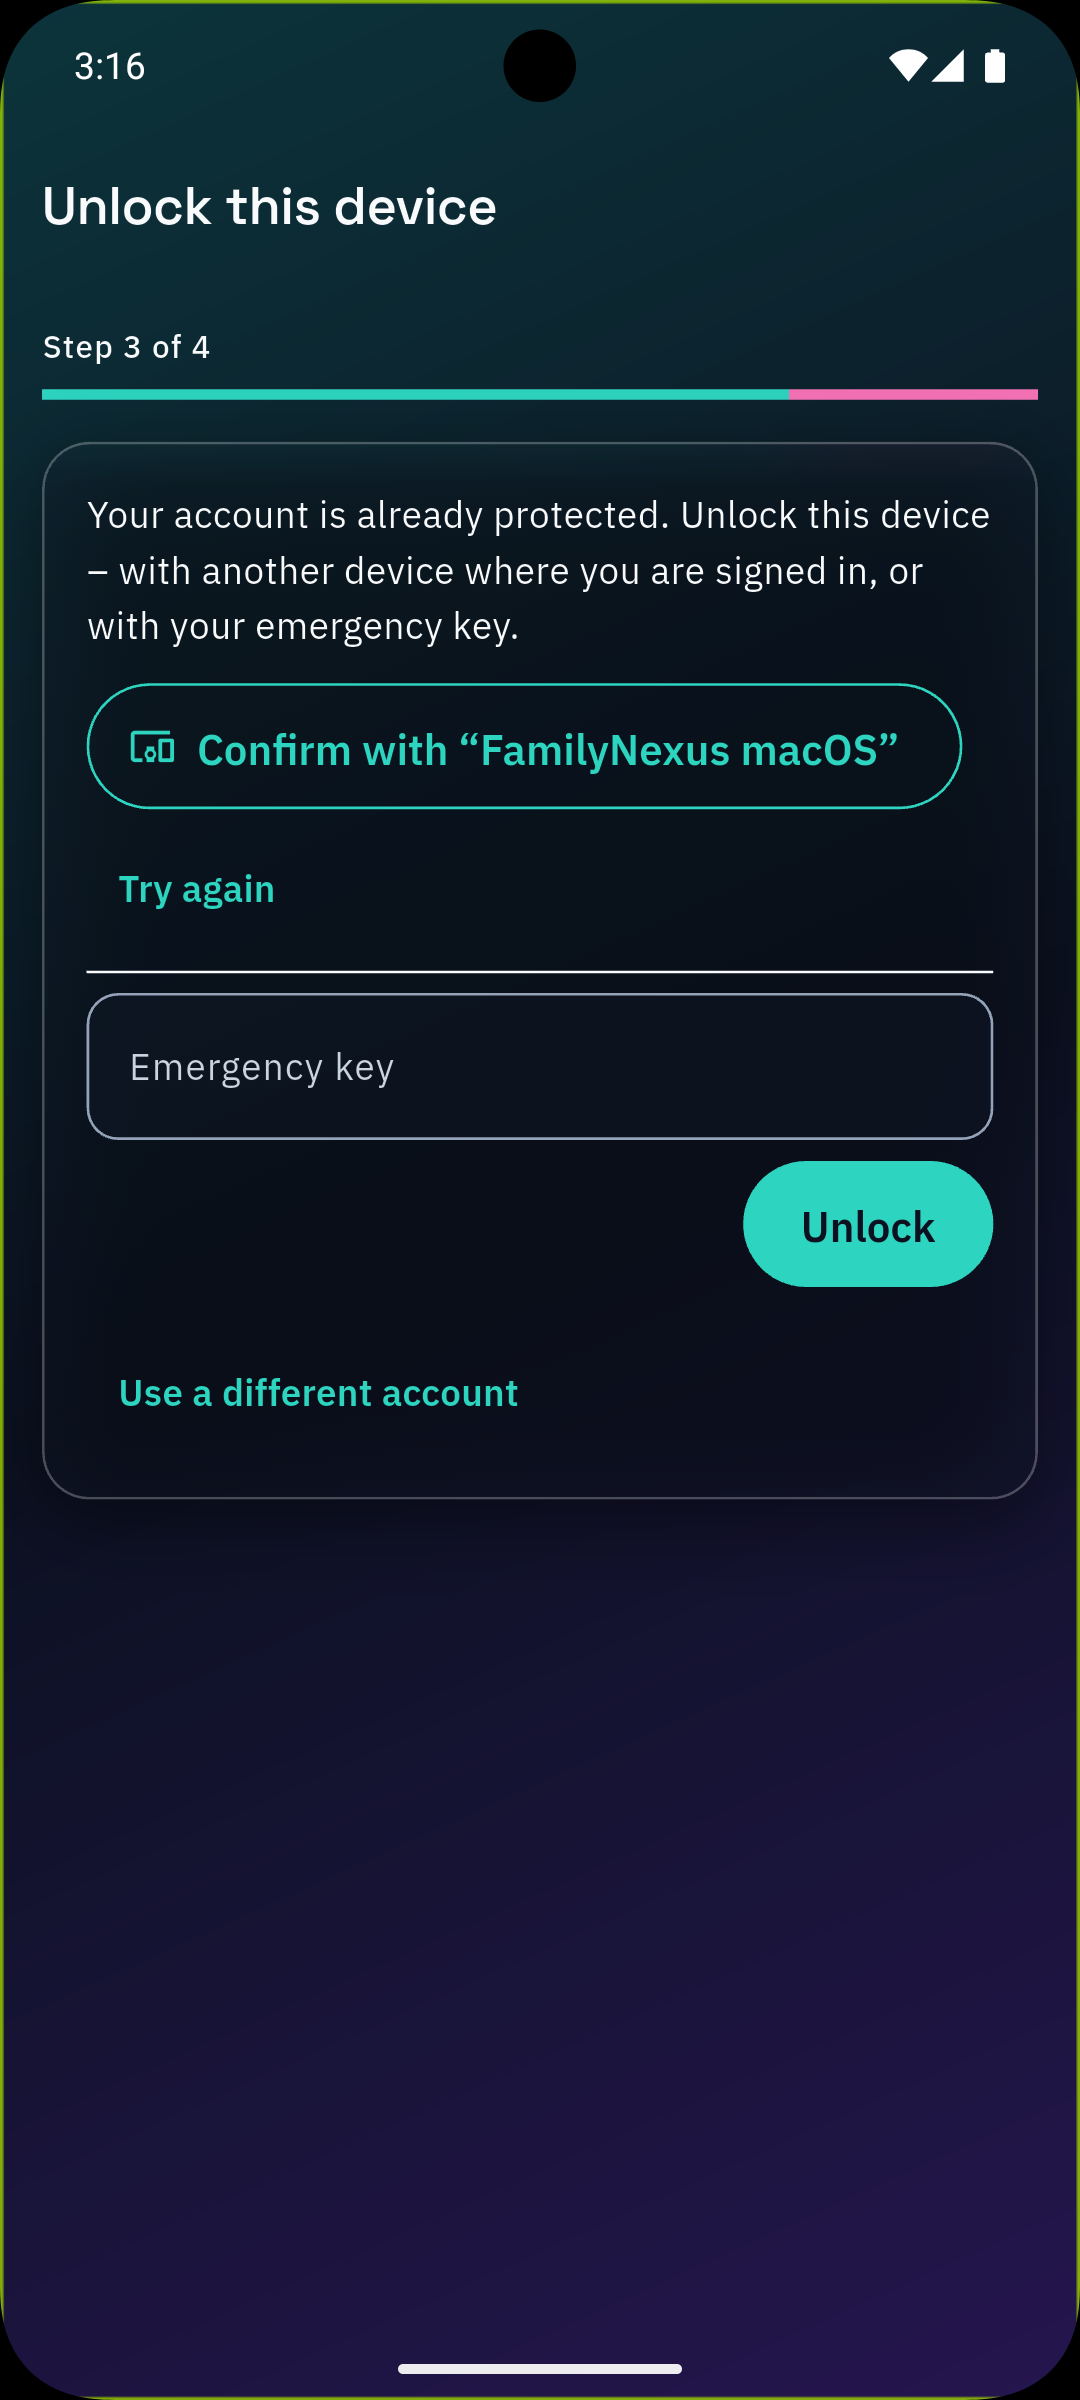 3:16
Unlock this device
Step 3 of 4
Your account is already protected. Unlock this device
– with another device where you are signed in, or
with your emergency key.
Confirm with “FamilyNexus macOS”
Try again
Emergency key
Unlock
Use a different account